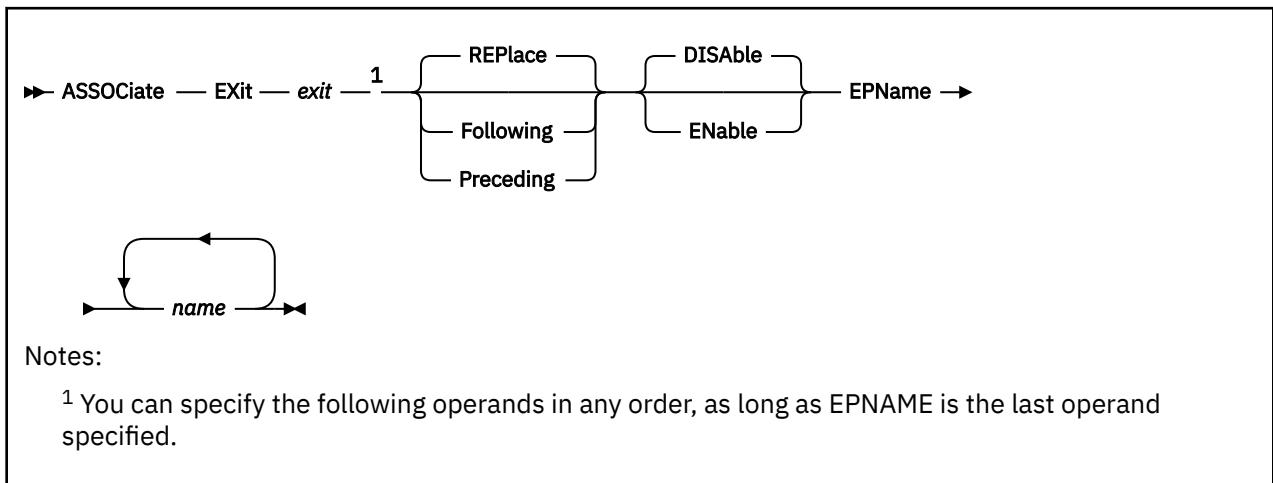 REPlace DISAble
ASSOCiate EXit exit 1 EPName
Following ENable
Preceding
name
Notes:
1 You can specify the following operands in any order, as long as EPNAME is the last operand
specified.